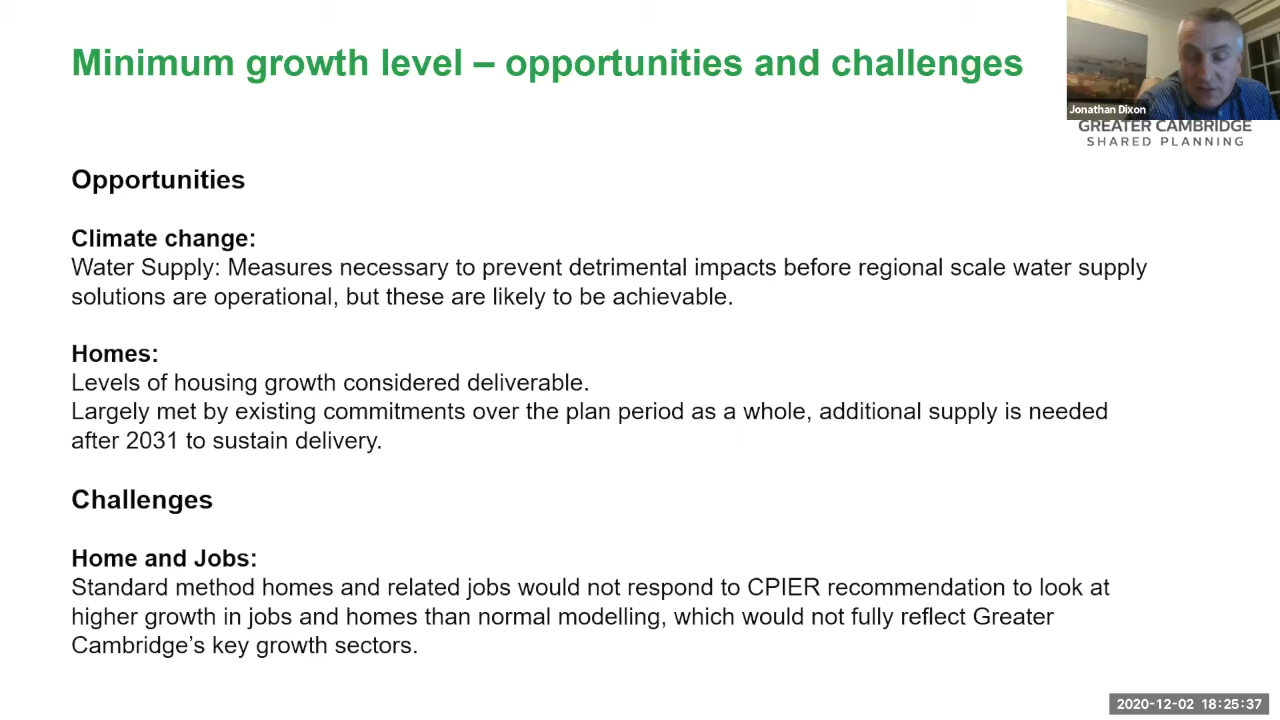 Minimum growth level – opportunities and challenges
Jonathan Dixon
GREATER CAMBRIDGE
SHARED PLANNING
Opportunities
Climate change:
Water Supply: Measures necessary to prevent detrimental impacts before regional scale water supply
solutions are operational, but these are likely to be achievable.
Homes:
Levels of housing growth considered deliverable.
Largely met by existing commitments over the plan period as a whole, additional supply is needed
after 2031 to sustain delivery.
Challenges
Home and Jobs:
Standard method homes and related jobs would not respond to CPIER recommendation to look at
higher growth in jobs and homes than normal modelling, which would not fully reflect Greater
Cambridge’s key growth sectors.
2020-12-02 18:25:37